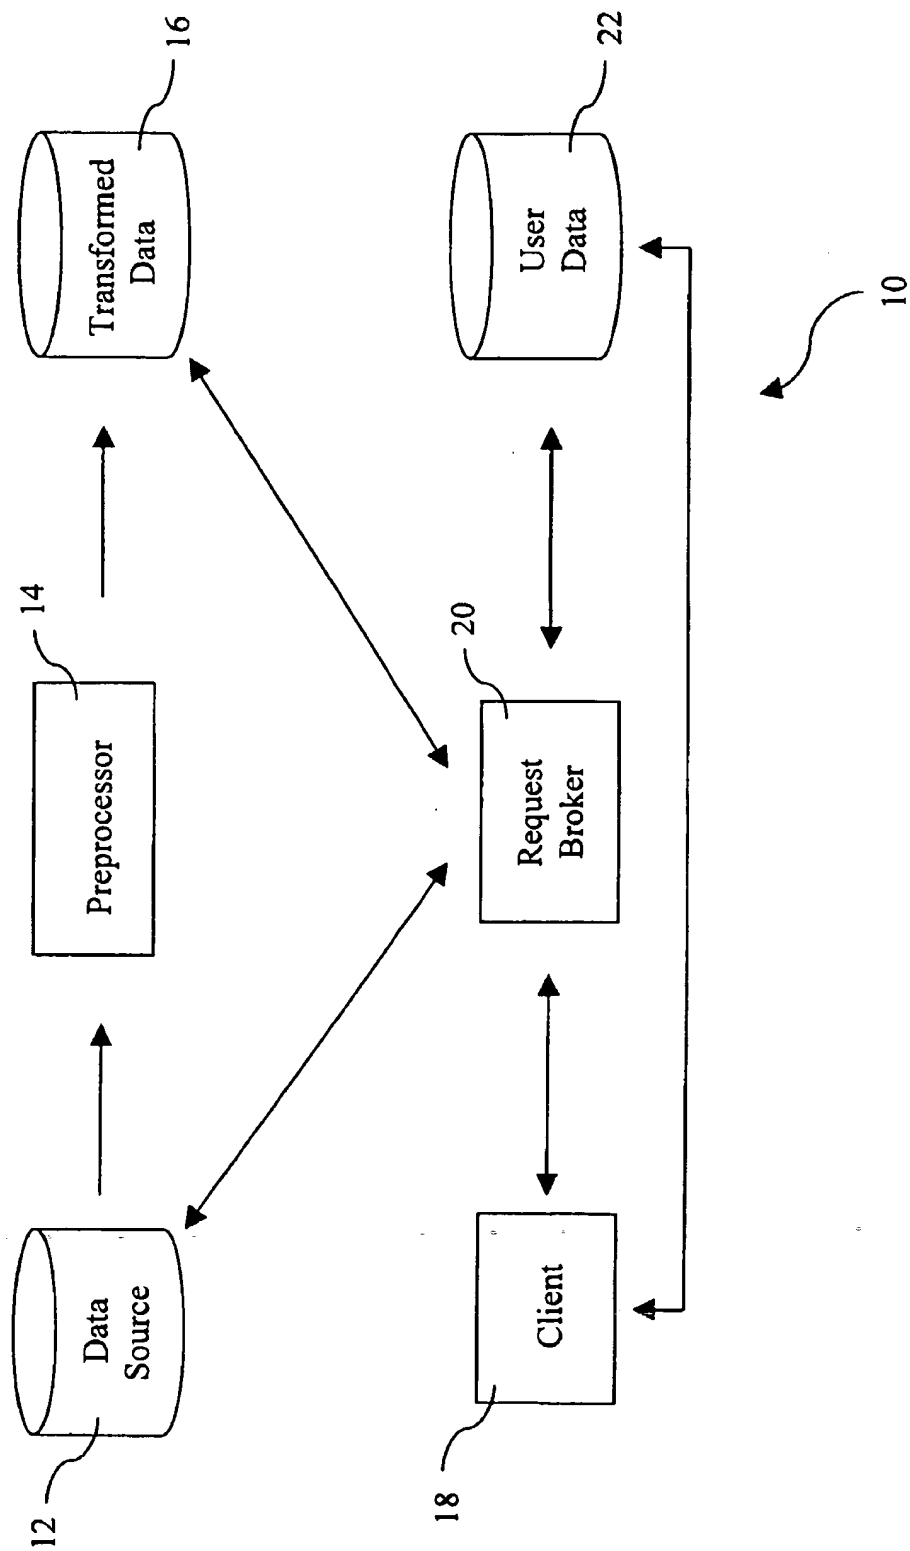 12
Data
Source
14
Preprocessor
16
Transformed
Data
18
Client
20
Request
Broker
22
User
Data
10